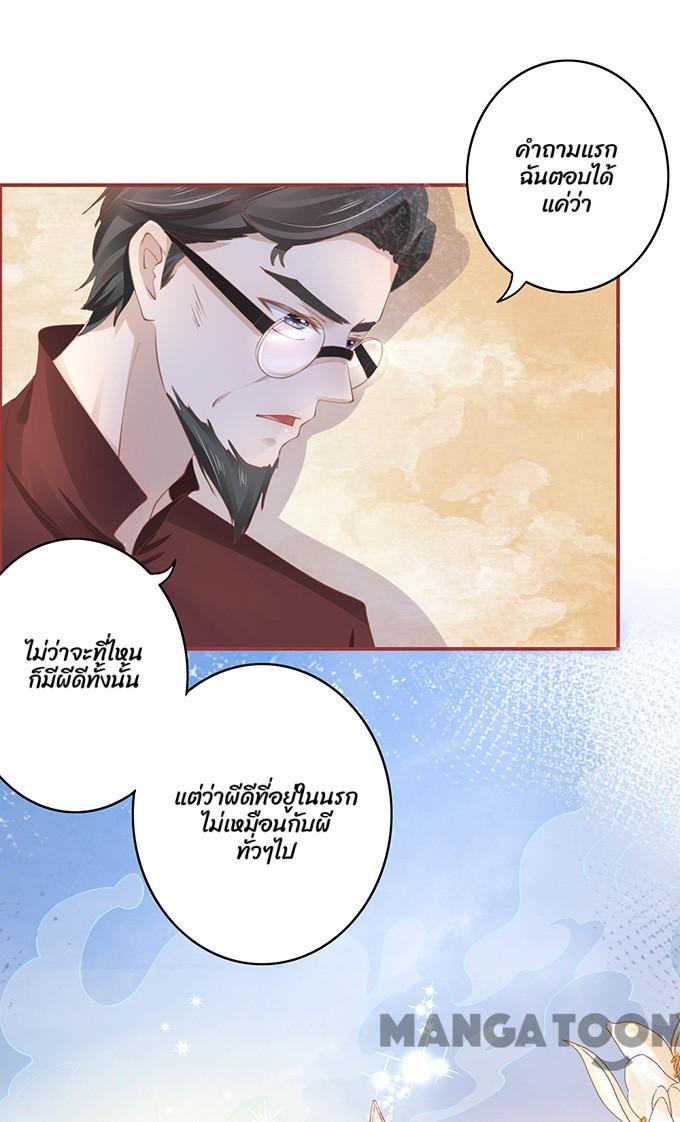 คำถามแรก
ฉันตอบได้
แค่ว่า
ไม่ว่าจะที่ไหน
ก็มีผีดีทั้งนั้น
แต่ว่าผีดีที่อยู่ในนรก
ไม่เหมือนกับผี
ทั่วๆไป
MANGATOON